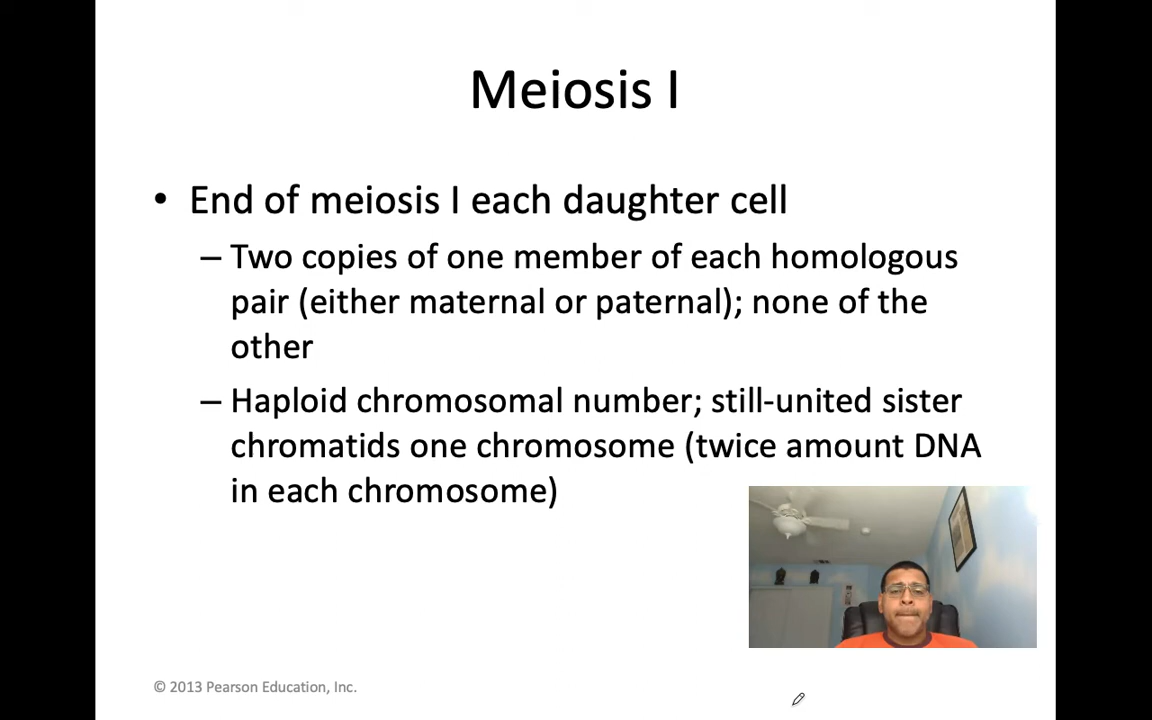 Meiosis I
• End of meiosis I each daughter cell
– Two copies of one member of each homologous
pair (either maternal or paternal); none of the
other
– Haploid chromosomal number; still-united sister
chromatids one chromosome (twice amount DNA
in each chromosome)
© 2013 Pearson Education, Inc.